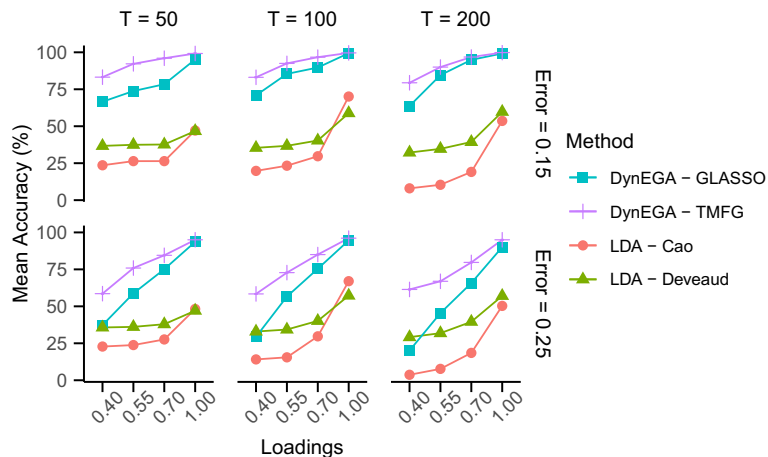 T = 50
T = 100
T = 200
100
75
50
25
0
Error = 0.15
100
75
50
25
0
Error = 0.25
Mean Accuracy (%)
0.40
0.55
0.70
1.00
0.40
0.55
0.70
1.00
0.40
0.55
0.70
1.00
Loadings
Method
DynEGA − GLASSO
DynEGA − TMFG
LDA − Cao
LDA − Deveaud